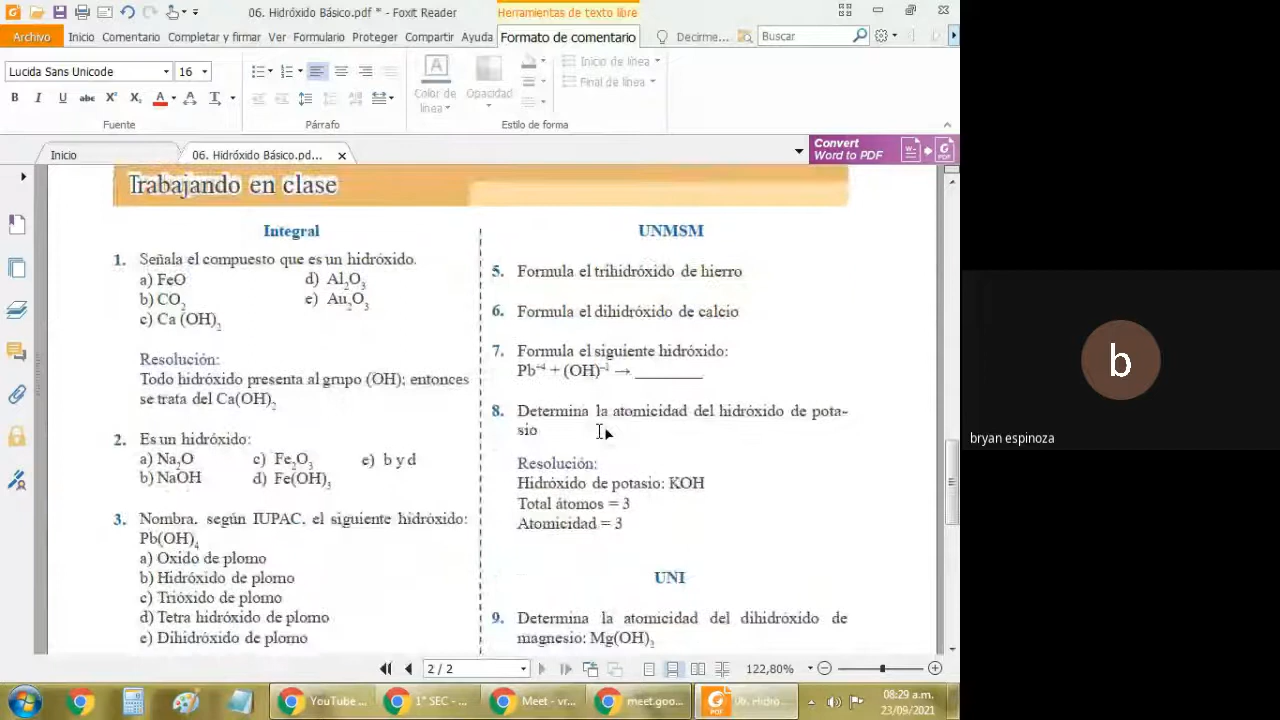 06. Hidróxido Básico.pdf * - Foxit Reader
Herramientas de texto libre
Archivo Inicio Comentario Completar y firmar Ver Formulario Proteger Compartir Ayuda Formato de comentario Decirme... Buscar
Lucida Sans Unicode 16
Inicio de línea
Final de línea
Color de línea
Opacidad
Fuente Párrafo Estilo de forma
Inicio
06. Hidróxido Básico.pd...
Convert
Word to PDF
Trabajando en clase
Integral
1. Señala el compuesto que es un hidróxido.
a) FeO d) Al₂O₃
b) CO₂ e) Au₂O₃
c) Ca (OH)₂
Resolución:
Todo hidróxido presenta al grupo (OH); entonces
se trata del Ca(OH)₂
2. Es un hidróxido:
a) Na₂O c) Fe₂O₃ e) b y d
b) NaOH d) Fe(OH)₃
3. Nombra, según IUPAC, el siguiente hidróxido:
Pb(OH)₄
a) Oxido de plomo
b) Hidróxido de plomo
c) Trióxido de plomo
d) Tetra hidróxido de plomo
e) Dihidróxido de plomo
UNMSM
5. Formula el trihidróxido de hierro
6. Formula el dihidróxido de calcio
7. Formula el siguiente hidróxido:
Pb⁺⁴ + (OH)⁻¹ → ________
8. Determina la atomicidad del hidróxido de pota-
sio
Resolución:
Hidróxido de potasio: KOH
Total átomos = 3
Atomicidad = 3
UNI
9. Determina la atomicidad del dihidróxido de
magnesio: Mg(OH)₂
b
bryan espinoza
2 / 2
122,80%
YouTube ...
1° SEC - ...
Meet - vr...
meet.goo...
06. Hidró...
08:29 a.m.
23/09/2021